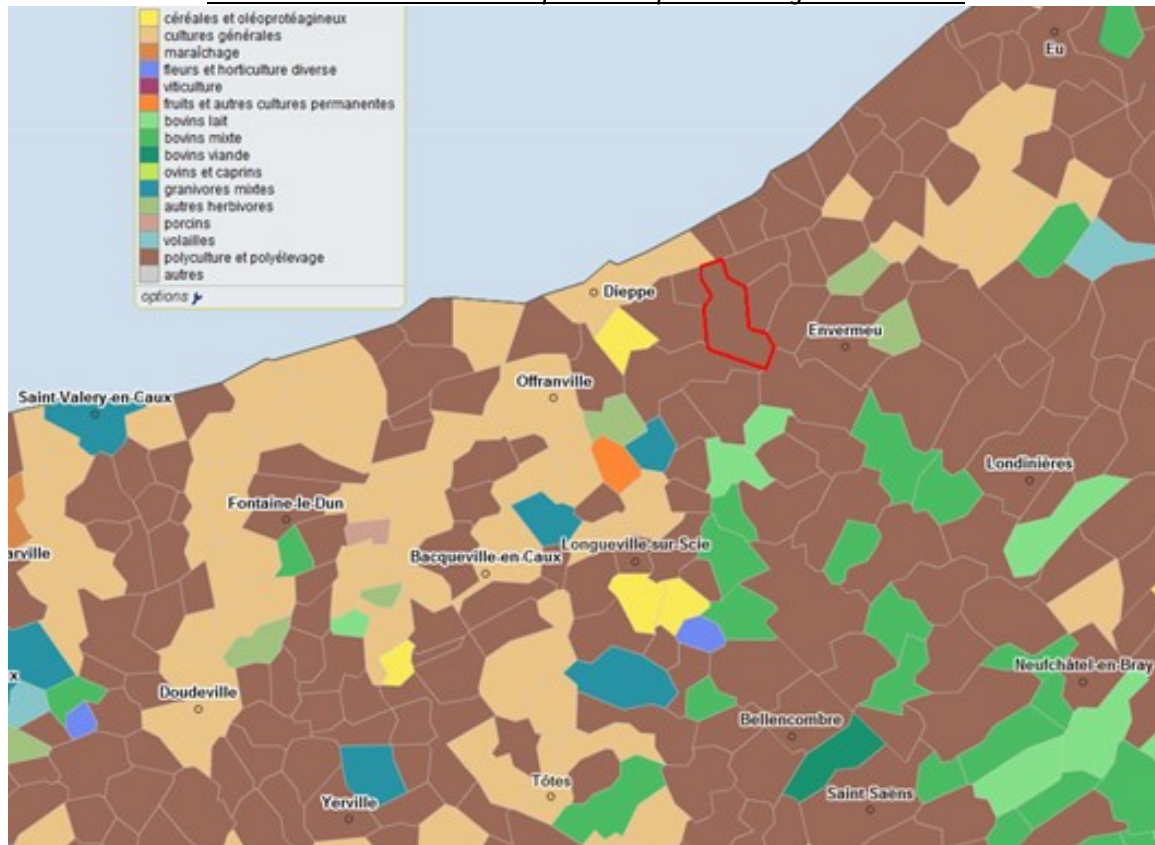 céréales et oléoprotéagineux
cultures générales
maraîchage
fleurs et horticulture diverse
viticulture
fruits et autres cultures permanentes
bovins lait
bovins mixte
bovins viande
ovins et caprins
granivores mixtes
autres herbivores
porcins
volailles
polyculture et polyélevage
autres
options
Eu
Dieppe
Envermeu
Offranville
Saint-Valery-en-Caux
Londinières
Fontaine-le-Dun
Longueville-sur-Scie
arville
Bacqueville-en-Caux
Neufchâtel-en-Bray
x
Doudeville
Bellencombre
Tôtes
Saint-Saëns
Yerville